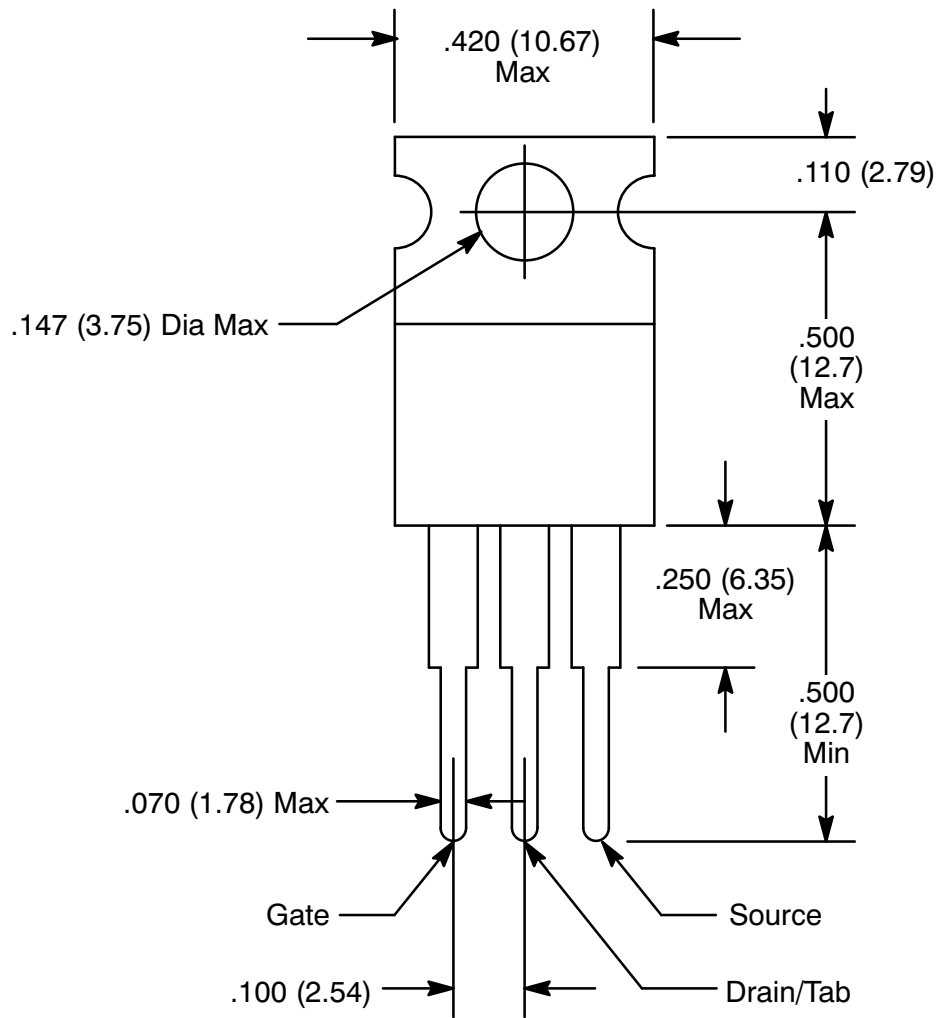 .420 (10.67)
Max
.110 (2.79)
.147 (3.75) Dia Max
.500
(12.7)
Max
.250 (6.35)
Max
.500
(12.7)
Min
.070 (1.78) Max
Gate
Source
.100 (2.54)
Drain/Tab